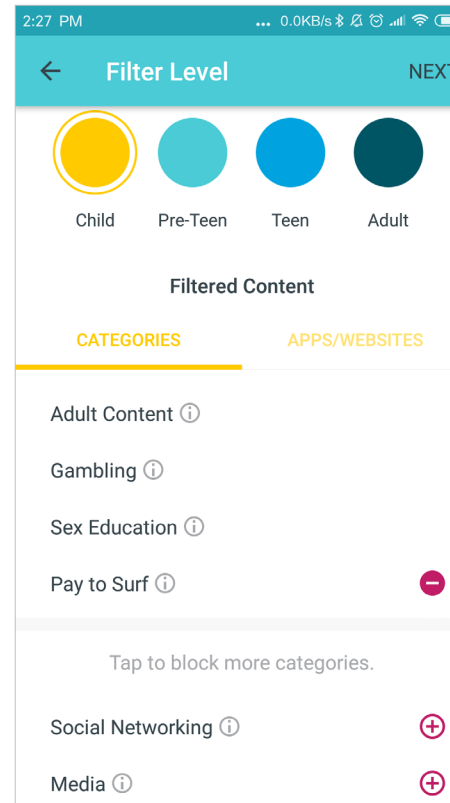 2:27 PM ... 0.0KB/s
Filter Level NEXT
Child Pre-Teen Teen Adult
Filtered Content
CATEGORIES APPS/WEBSITES
Adult Content
Gambling
Sex Education
Pay to Surf
Tap to block more categories.
Social Networking
Media